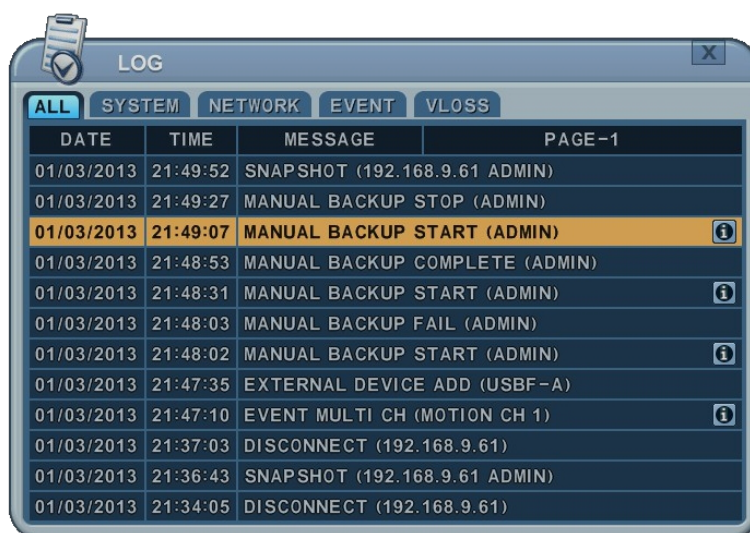 LOG X
ALL SYSTEM NETWORK EVENT VLOSS
DATE TIME MESSAGE PAGE-1
01/03/2013 21:49:52 SNAPSHOT (192.168.9.61 ADMIN)
01/03/2013 21:49:27 MANUAL BACKUP STOP (ADMIN)
01/03/2013 21:49:07 MANUAL BACKUP START (ADMIN)
01/03/2013 21:48:53 MANUAL BACKUP COMPLETE (ADMIN)
01/03/2013 21:48:31 MANUAL BACKUP START (ADMIN)
01/03/2013 21:48:03 MANUAL BACKUP FAIL (ADMIN)
01/03/2013 21:48:02 MANUAL BACKUP START (ADMIN)
01/03/2013 21:47:35 EXTERNAL DEVICE ADD (USBF-A)
01/03/2013 21:47:10 EVENT MULTI CH (MOTION CH 1)
01/03/2013 21:37:03 DISCONNECT (192.168.9.61)
01/03/2013 21:36:43 SNAPSHOT (192.168.9.61 ADMIN)
01/03/2013 21:34:05 DISCONNECT (192.168.9.61)